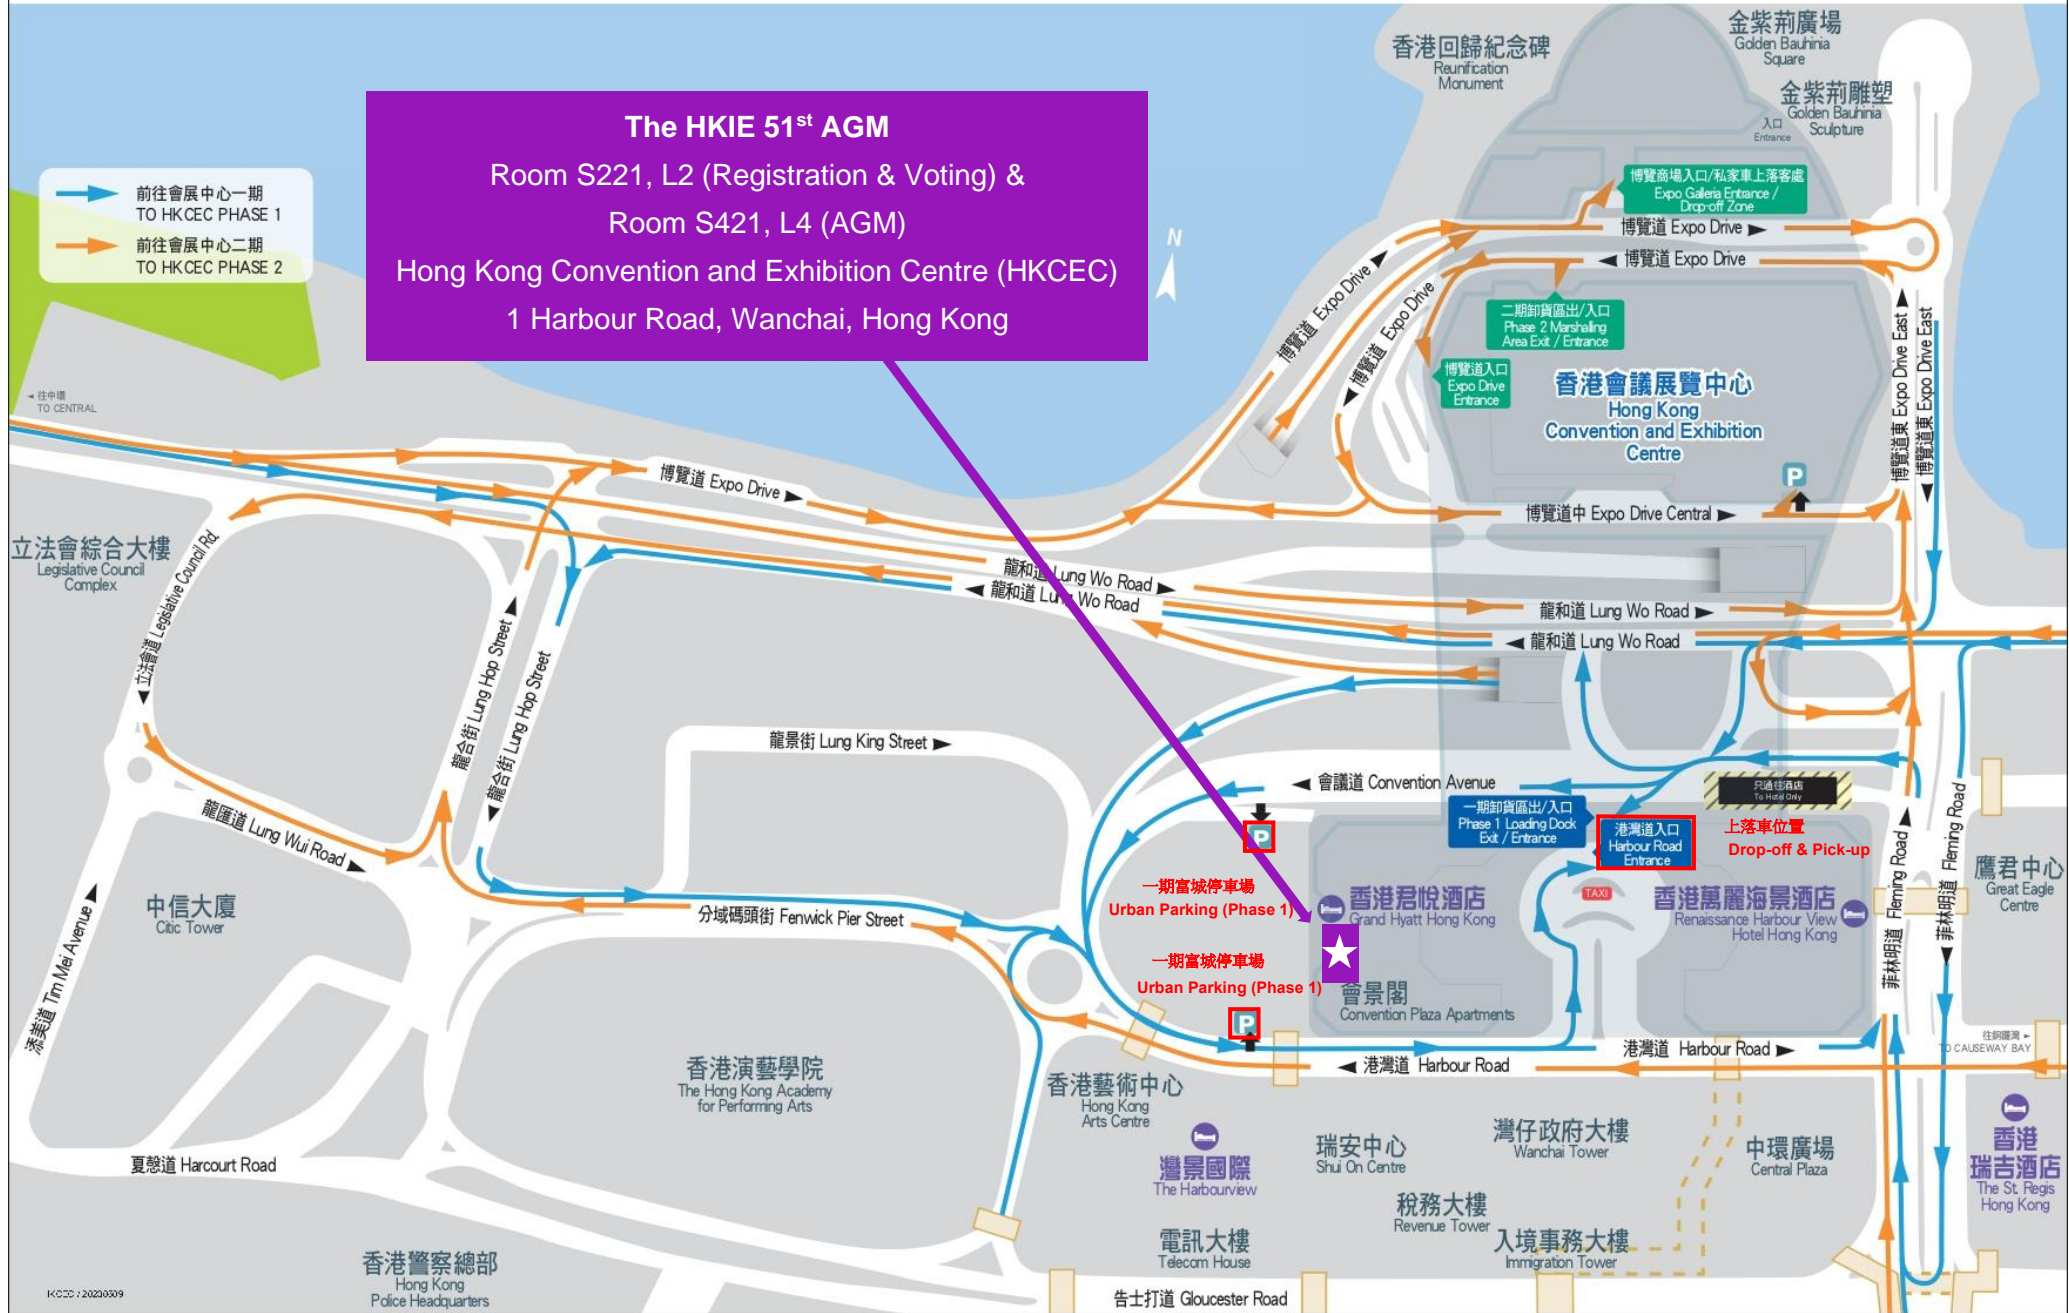 金紫荊廣場
Golden Bauhinia
Square
香港回歸紀念碑
Reunification
Monument
金紫荊雕塑
Golden Bauhinia
Sculpture
入口
Entrance
The HKIE 51st AGM
Room S221, L2 (Registration & Voting) &
Room S421, L4 (AGM)
Hong Kong Convention and Exhibition Centre (HKCEC)
1 Harbour Road, Wanchai, Hong Kong
前往會展中心一期
TO HKCEC PHASE 1
前往會展中心二期
TO HKCEC PHASE 2
N
博覽商場入口/私家車上落客處
Expo Galleria Entrance /
Drop-off Zone
博覽道 Expo Drive
博覽道 Expo Drive
博覽道 Expo Drive
博覽道 Expo Drive
二期卸貨區出/入口
Phase 2 Marshaling
Area Exit / Entrance
博覽道入口
Expo Drive
Entrance
香港會議展覽中心
Hong Kong
Convention and Exhibition
Centre
博覽道東 Expo Drive East
博覽道東 Expo Drive East
往中環
TO CENTRAL
博覽道 Expo Drive
P
博覽道中 Expo Drive Central
立法會綜合大樓
Legislative Council
Complex
立法會道 Legislative Council Rd.
龍和道 Lung Wo Road
龍和道 Lung Wo Road
龍和道 Lung Wo Road
龍和道 Lung Wo Road
龍合街 Lung Hop Street
龍合街 Lung Hop Street
龍景街 Lung King Street
會議道 Convention Avenue
只通往酒店
To Hotel Only
一期卸貨區出/入口
Phase 1 Loading Dock
Exit / Entrance
港灣道入口
Harbour Road
Entrance
上落車位置
Drop-off & Pick-up
龍匯道 Lung Wui Road
P
菲林明道 Fleming Road
菲林明道 Fleming Road
鷹君中心
Great Eagle
Centre
一期富城停車場
Urban Parking (Phase 1)
香港君悅酒店
Grand Hyatt Hong Kong
TAXI
香港萬麗海景酒店
Renaissance Harbour View
Hotel Hong Kong
中信大廈
Citic Tower
分域碼頭街 Fenwick Pier Street
添美道 Tim Mei Avenue
一期富城停車場
Urban Parking (Phase 1)
會景閣
Convention Plaza Apartments
P
港灣道 Harbour Road
港灣道 Harbour Road
往銅鑼灣
TO CAUSEWAY BAY
香港演藝學院
The Hong Kong Academy
for Performing Arts
香港藝術中心
Hong Kong
Arts Centre
灣景國際
The Harbourview
瑞安中心
Shui On Centre
灣仔政府大樓
Wanchai Tower
中環廣場
Central Plaza
香港
瑞吉酒店
The St. Regis
Hong Kong
夏慤道 Harcourt Road
稅務大樓
Revenue Tower
電訊大樓
Telecom House
入境事務大樓
Immigration Tower
香港警察總部
Hong Kong
Police Headquarters
告士打道 Gloucester Road